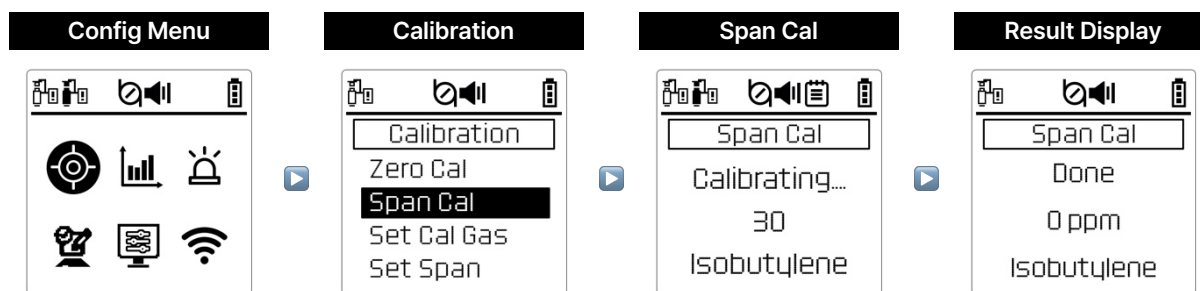 Config Menu
Calibration
Span Cal
Result Display
Calibration
Zero Cal
Span Cal
Set Cal Gas
Set Span
Span Cal
Calibrating....
30
Isobutylene
Span Cal
Done
0 ppm
Isobutylene